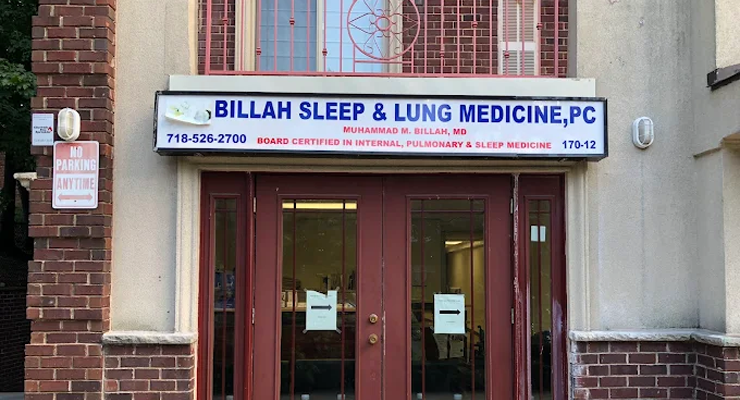 BILLAH SLEEP & LUNG MEDICINE,PC
MUHAMMAD M. BILLAH, MD
718-526-2700
BOARD CERTIFIED IN INTERNAL, PULMONARY & SLEEP MEDICINE
170-12
NO
PARKING
ANYTIME